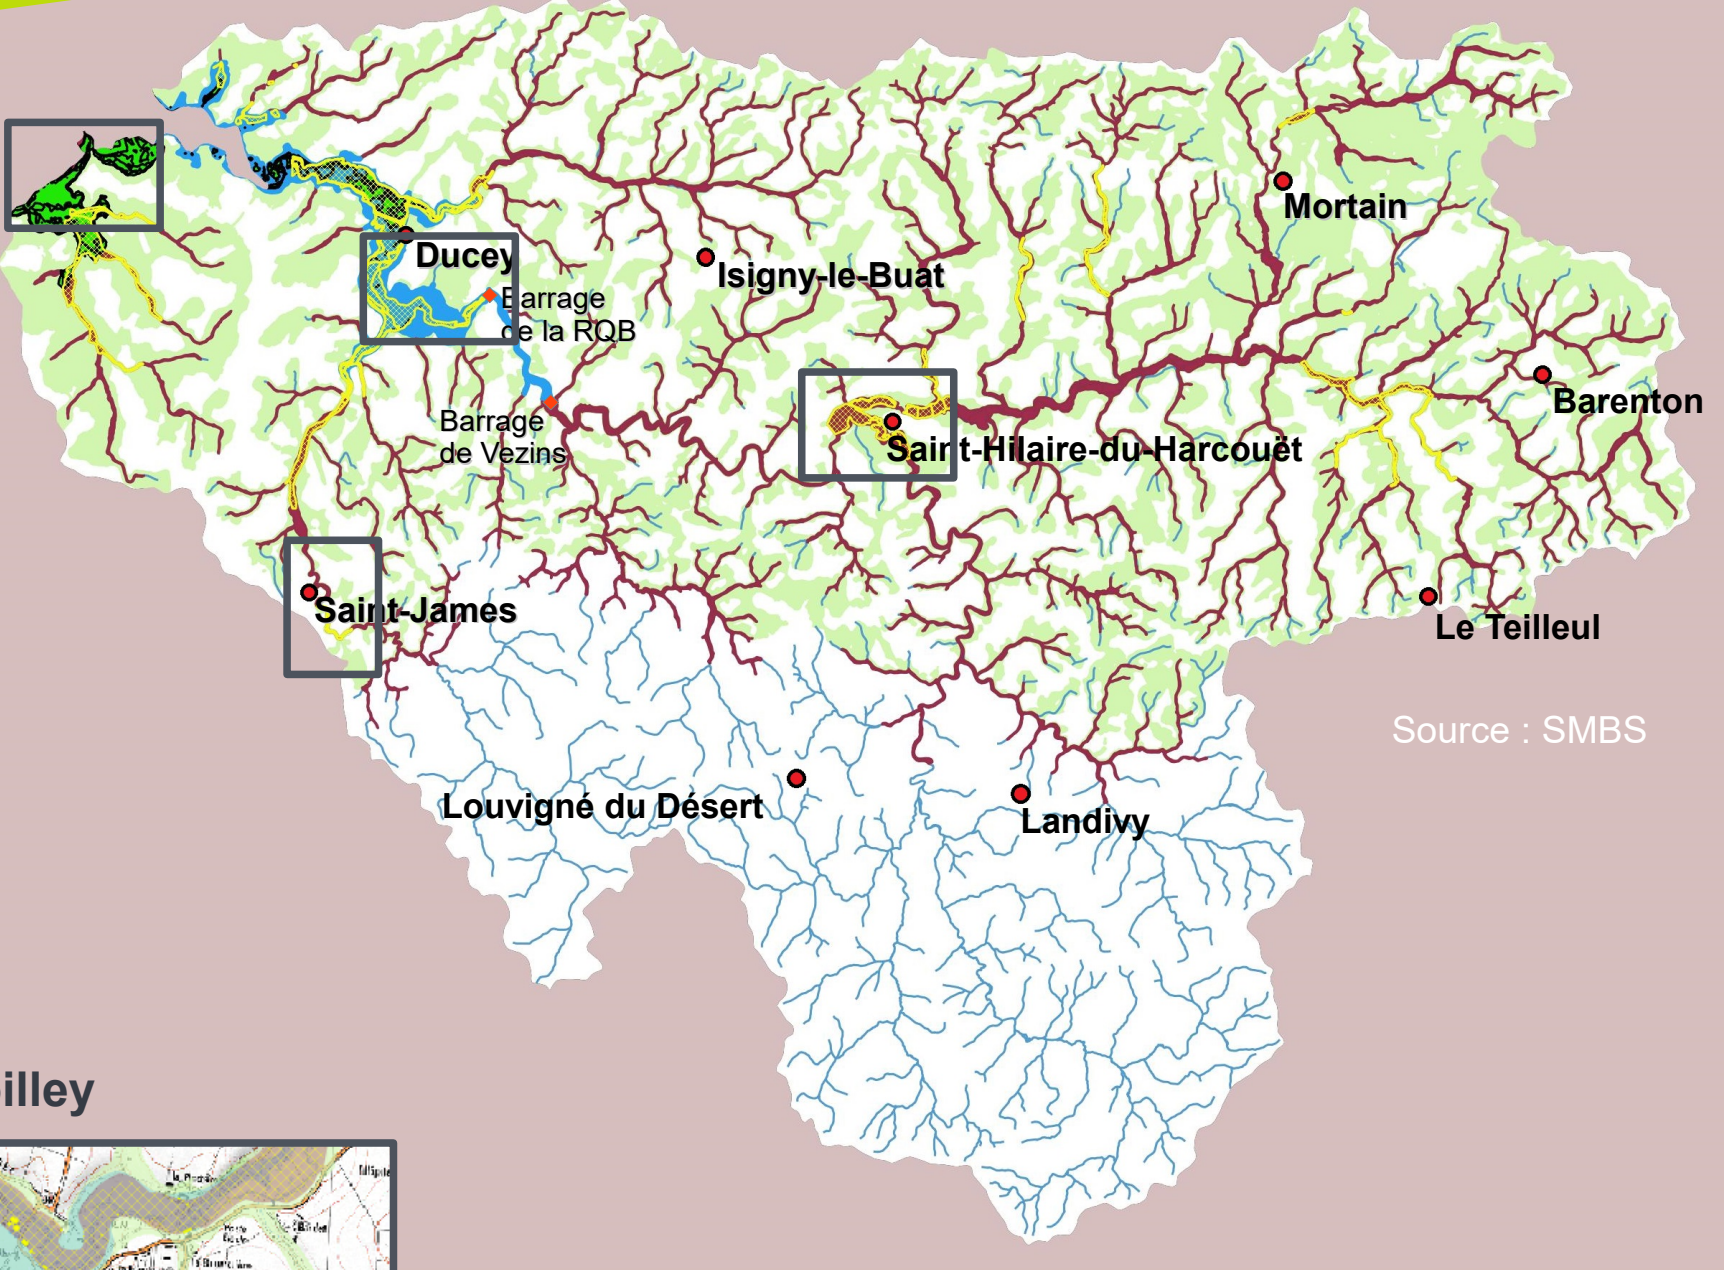 Mortain
Ducey
Isigny-le-Buat
Barrage
de la RQB
Barenton
Barrage
de Vezins
Saint-Hilaire-du-Harcouët
Saint-James
Le Teilleul
Source : SMBS
Louvigné du Désert
Landivy
illey